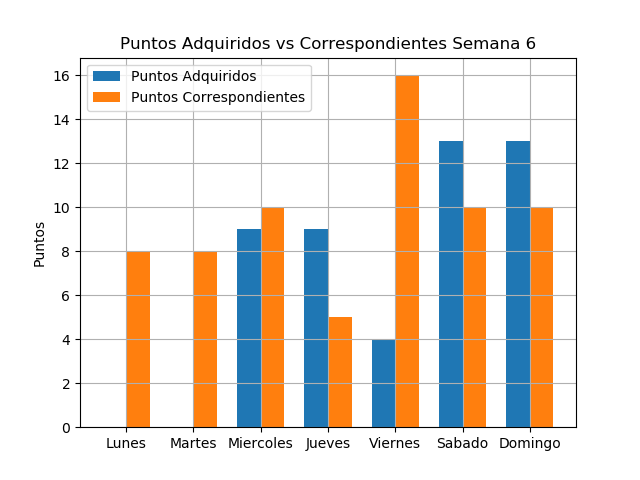 Puntos Adquiridos vs Correspondientes Semana 6
Puntos Adquiridos
Puntos Correspondientes
Puntos
16
14
12
10
8
6
4
2
0
Lunes Martes Miercoles Jueves Viernes Sabado Domingo